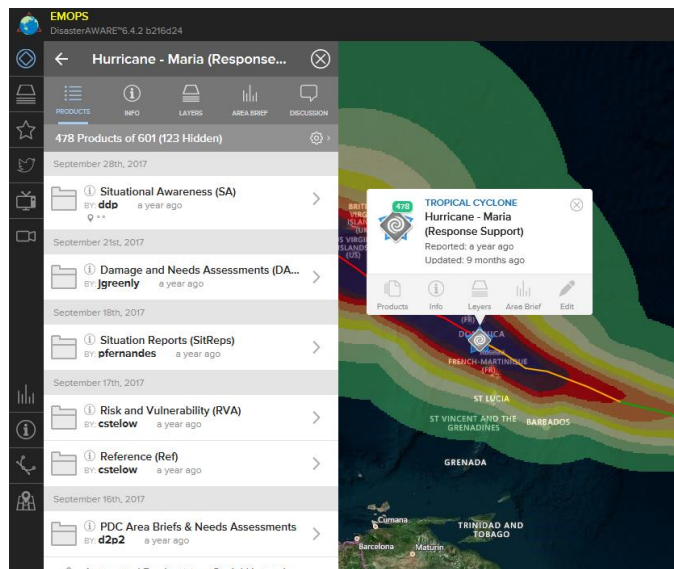 EMOPS
DisasterAWARE™6.4.2 b216d24
Hurricane - Maria (Response...
PRODUCTS
INFO
LAYERS
AREA BRIEF
DISCUSSION
478 Products of 601 (123 Hidden)
September 28th, 2017
Situational Awareness (SA)
BY: ddp a year ago
September 21st, 2017
Damage and Needs Assessments (DA...
BY: jgreenly a year ago
September 18th, 2017
Situation Reports (SitReps)
BY: pfernandes a year ago
September 17th, 2017
Risk and Vulnerability (RVA)
BY: cstelow a year ago
Reference (Ref)
BY: cstelow a year ago
September 16th, 2017
PDC Area Briefs & Needs Assessments
BY: d2p2 a year ago
478
TROPICAL CYCLONE
Hurricane - Maria
(Response Support)
Reported: a year ago
Updated: 9 months ago
Products
Info
Layers
Area Brief
Edit
(FR)
DOMINICA
FRENCH-MARTINIQUE
(FR)
ST LUCIA
ST VINCENT AND THE
GRENADINES
BARBADOS
GRENADA
Cumana
TRINIDAD AND
TOBAGO
Barcelona
Maturin